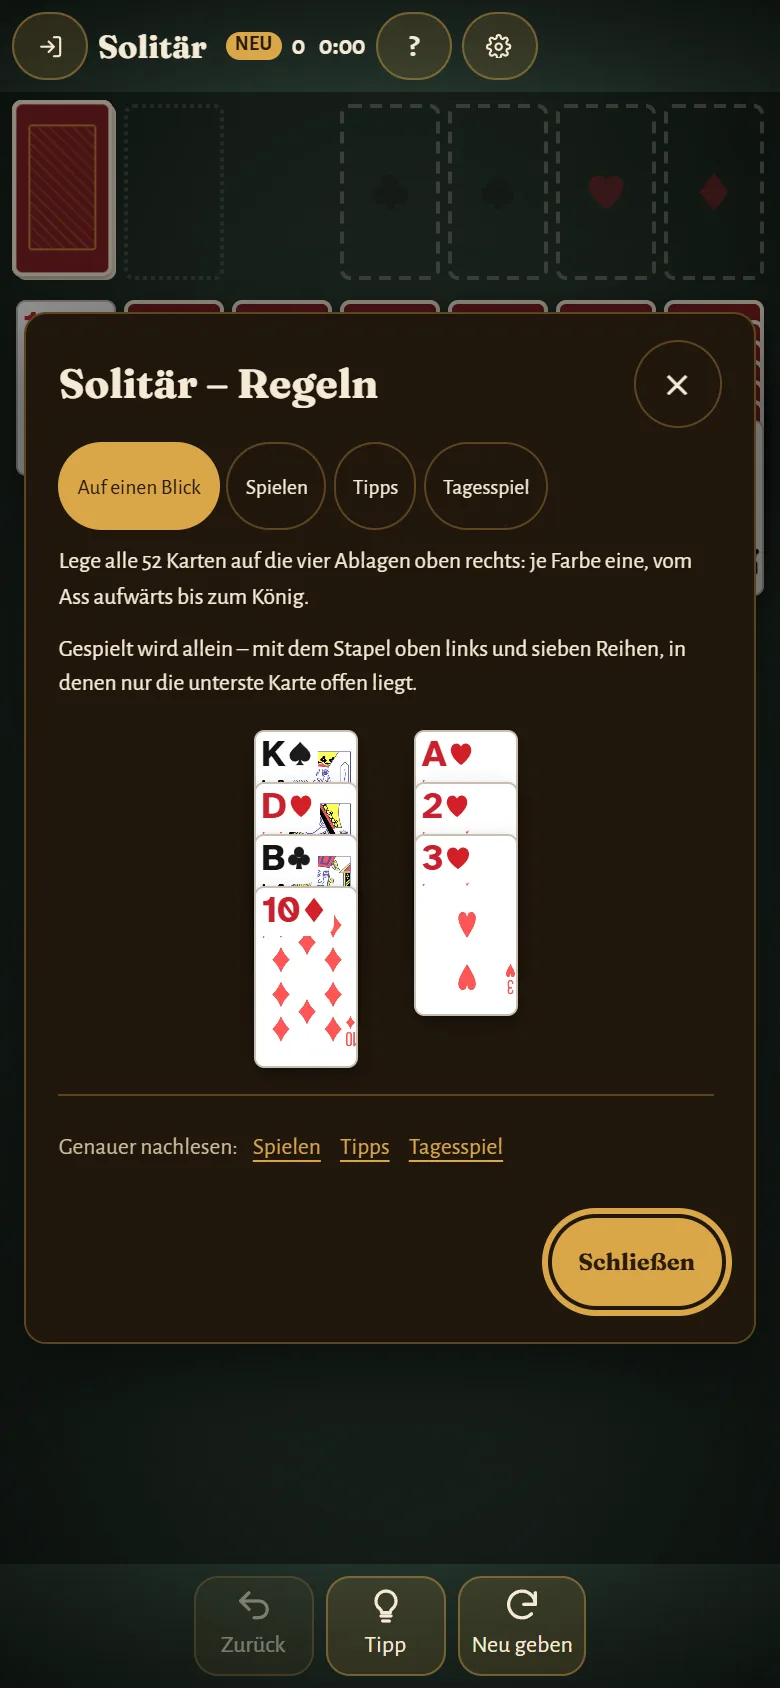 Solitär NEU 0 0:00 ?
Solitär – Regeln
Auf einen Blick Spielen Tipps Tagesspiel
Lege alle 52 Karten auf die vier Ablagen oben rechts: je Farbe eine, vom
Ass aufwärts bis zum König.
Gespielt wird allein – mit dem Stapel oben links und sieben Reihen, in
denen nur die unterste Karte offen liegt.
K♠ A♥
D♥ 2♥
B♣ 3♥
10♦
3
10
Genauer nachlesen: Spielen Tipps Tagesspiel
Schließen
Zurück Tipp Neu geben